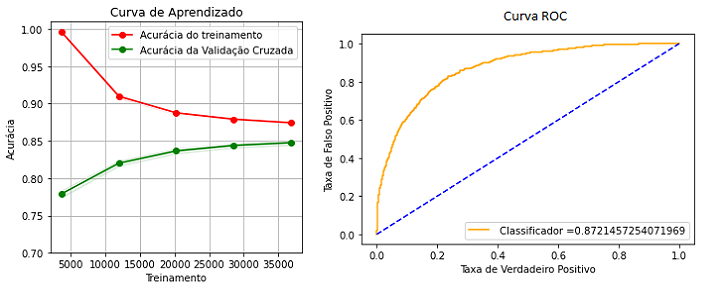 Curva de Aprendizado
Acurácia do treinamento
Acurácia da Validação Cruzada
1.00
0.95
0.90
0.85
0.80
0.75
0.70
Acurácia
5000 10000 15000 20000 25000 30000 35000
Treinamento
Curva ROC
1.0
0.8
0.6
0.4
0.2
0.0
Taxa de Falso Positivo
Classificador =0.8721457254071969
0.0 0.2 0.4 0.6 0.8 1.0
Taxa de Verdadeiro Positivo